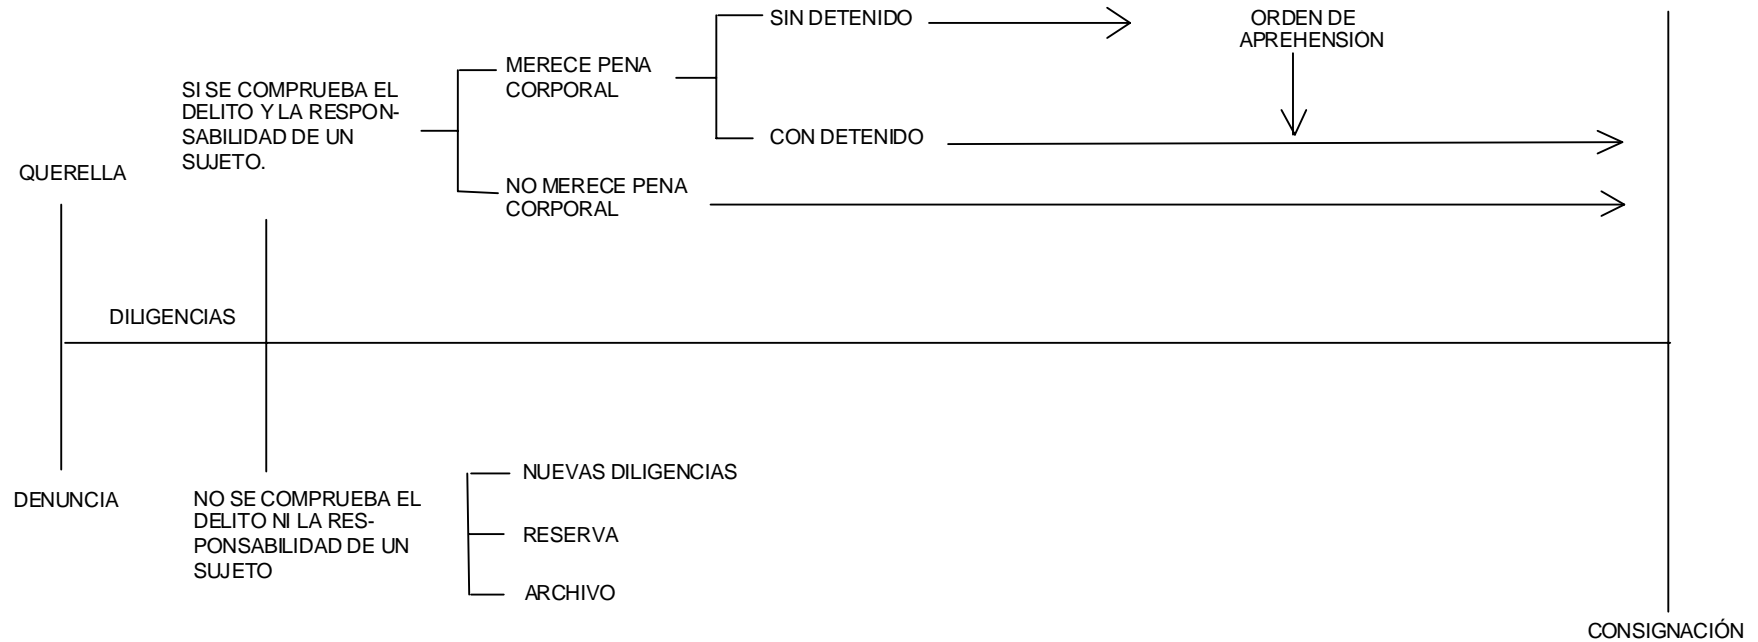 SIN DETENIDO
ORDEN DE
APREHENSIÓN
MERECE PENA
CORPORAL
SI SE COMPRUEBA EL
DELITO Y LA RESPON-
SABILIDAD DE UN
SUJETO.
CON DETENIDO
QUERELLA
NO MERECE PENA
CORPORAL
DILIGENCIAS
DENUNCIA
NO SE COMPRUEBA EL
DELITO NI LA RES-
PONSABILIDAD DE UN
SUJETO
NUEVAS DILIGENCIAS
RESERVA
ARCHIVO
CONSIGNACIÓN